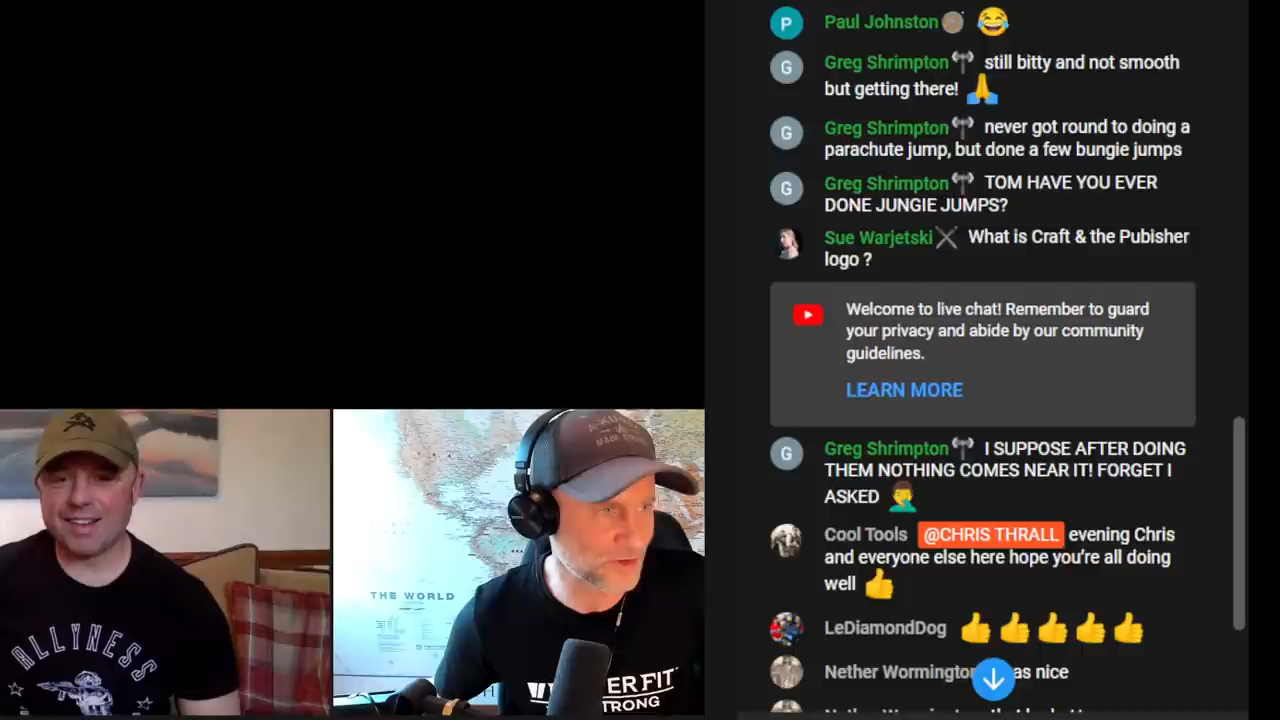 P
Paul Johnston
G
Greg Shrimpton still bitty and not smooth
but getting there!
G
Greg Shrimpton never got round to doing a
parachute jump, but done a few bungie jumps
G
Greg Shrimpton TOM HAVE YOU EVER
DONE JUNGIE JUMPS?
Sue Warjetski What is Craft & the Pubisher
logo ?
Welcome to live chat! Remember to guard
your privacy and abide by our community
guidelines.
LEARN MORE
G
Greg Shrimpton I SUPPOSE AFTER DOING
THEM NOTHING COMES NEAR IT! FORGET I
ASKED
Cool Tools @CHRIS THRALL evening Chris
and everyone else here hope you're all doing
well
LeDiamondDog
Nether Wormington as nice
ALLYNESS
THE WORLD
STRONG